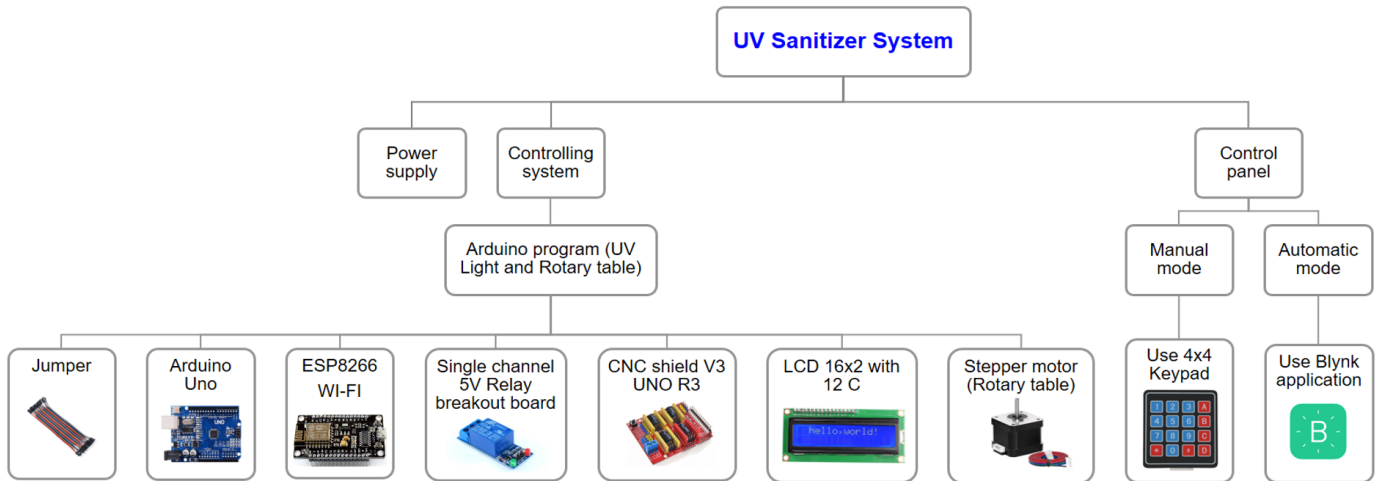 UV Sanitizer System
Power
supply
Controlling
system
Control
panel
Arduino program (UV
Light and Rotary table)
Manual
mode
Automatic
mode
Jumper
Arduino
Uno
ESP8266
WI-FI
Single channel
5V Relay
breakout board
CNC shield V3
UNO R3
LCD 16x2 with
12 C
Stepper motor
(Rotary table)
Use 4x4
Keypad
Use Blynk
application
UNO
hello,world!
1 2 3 A
4 5 6 B
7 8 9 C
* 0 # D
B